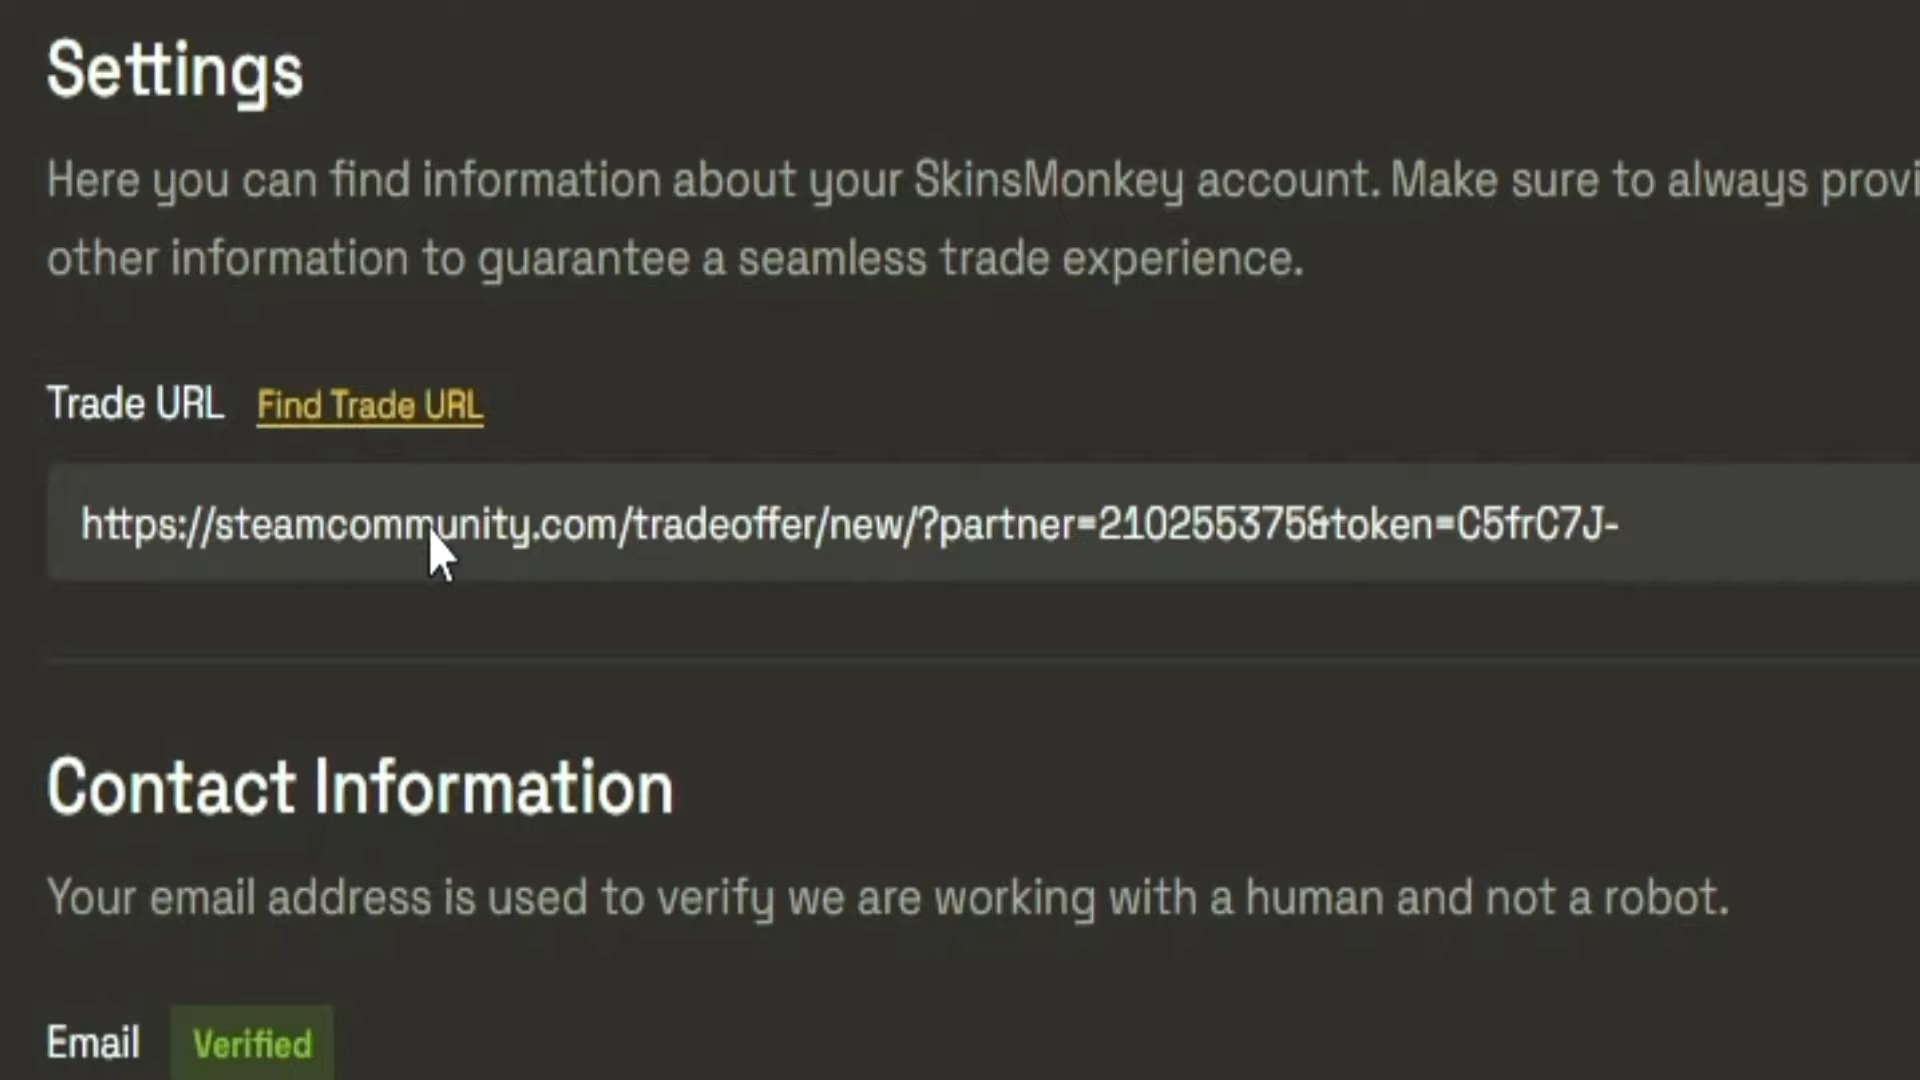 Settings
Here you can find information about your SkinsMonkey account. Make sure to always provi
other information to guarantee a seamless trade experience.
Trade URL Find Trade URL
https://steamcommunity.com/tradeoffer/new/?partner=210255375&token=C5frC7J-
Contact Information
Your email address is used to verify we are working with a human and not a robot.
Email Verified